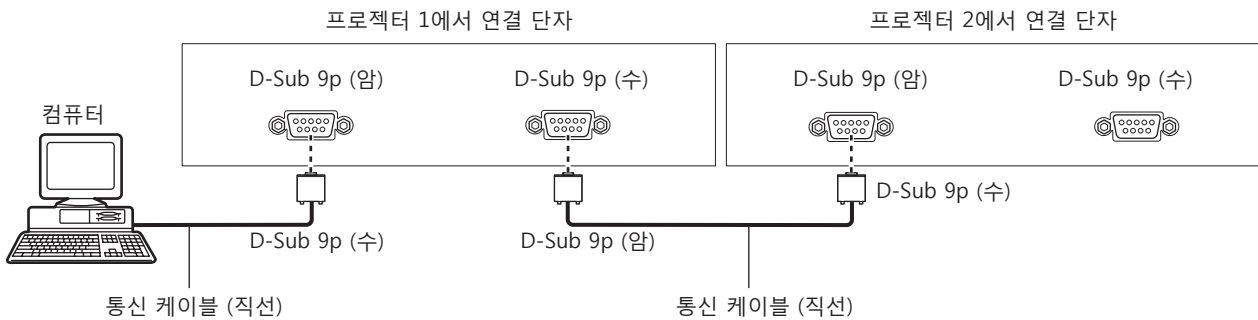 프로젝터 1에서 연결 단자
프로젝터 2에서 연결 단자
D-Sub 9p (암)
D-Sub 9p (수)
D-Sub 9p (암)
D-Sub 9p (수)
컴퓨터
D-Sub 9p (수)
D-Sub 9p (수)
D-Sub 9p (암)
통신 케이블 (직선)
통신 케이블 (직선)